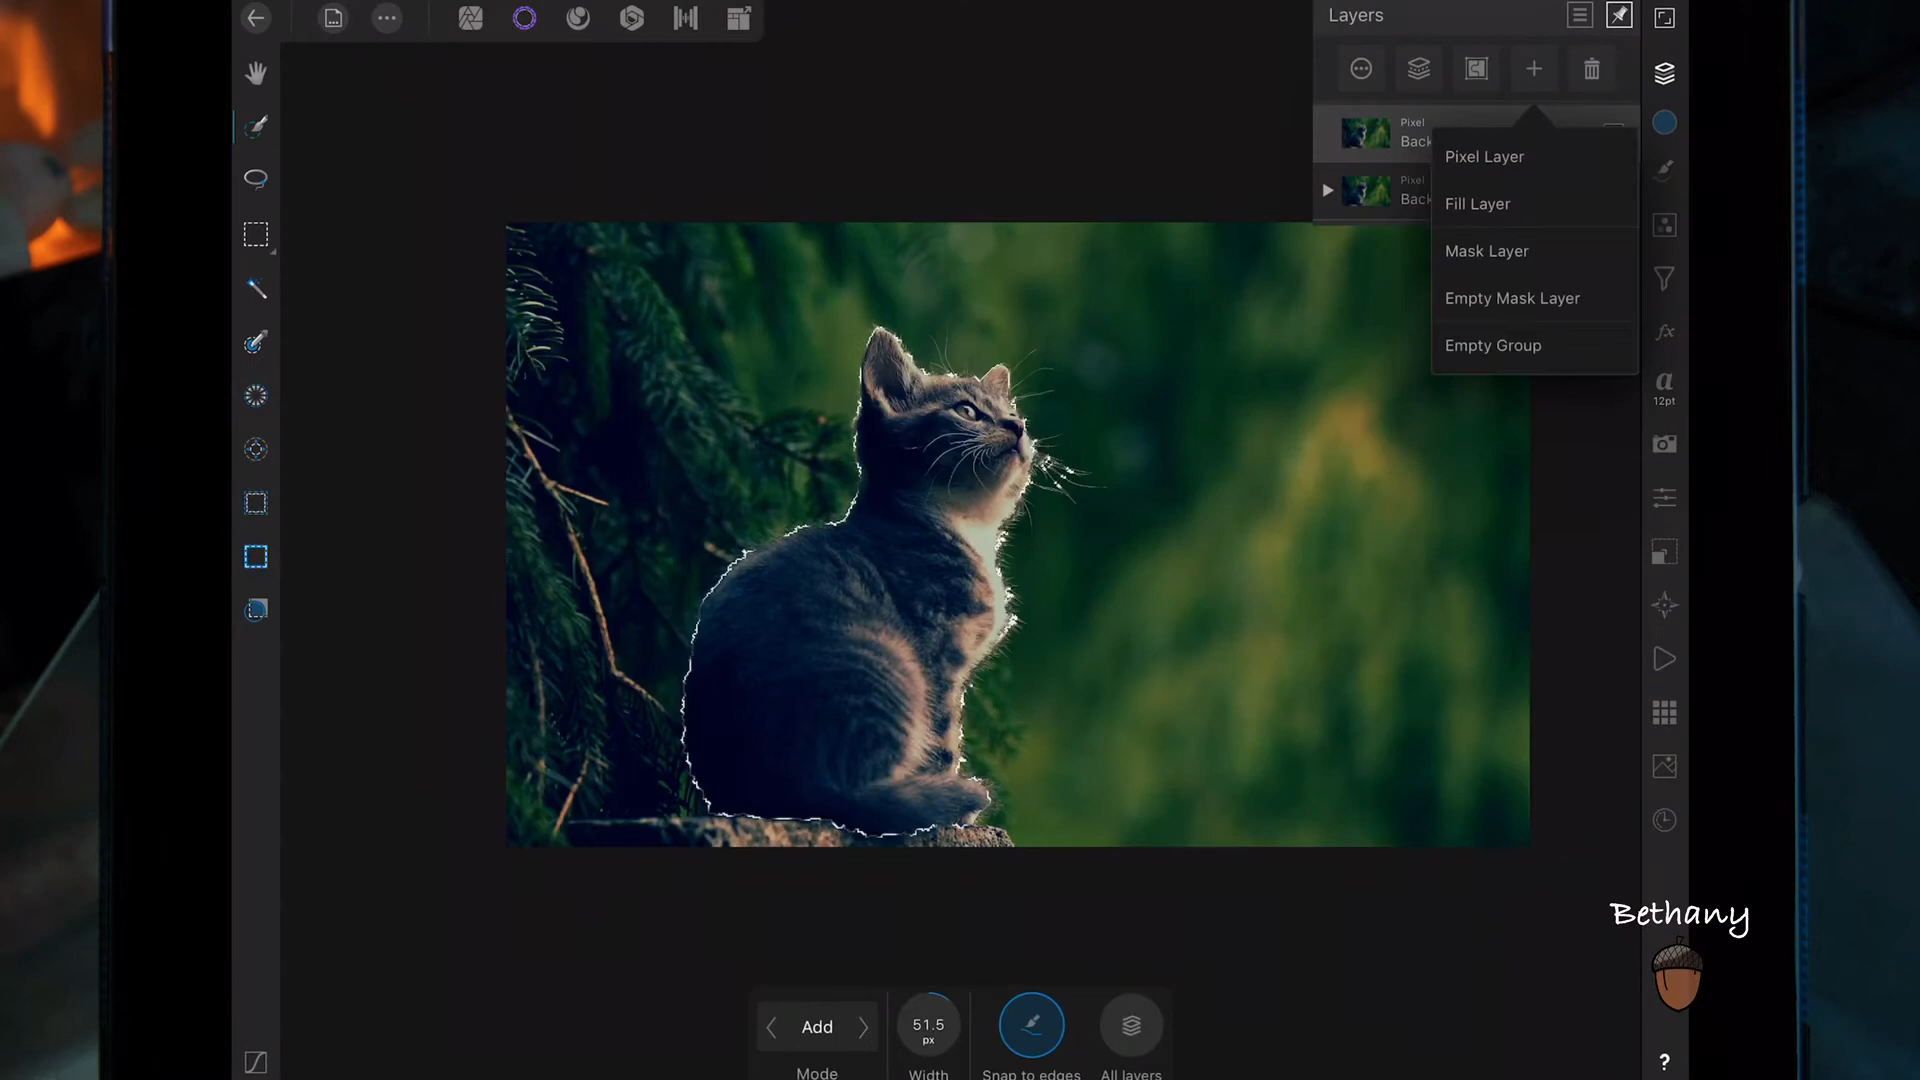 Layers
Pixel
Back
Pixel
Back
Pixel Layer
Fill Layer
Mask Layer
Empty Mask Layer
Empty Group
a
12pt
fx
Bethany
Add
Mode
51.5
px
Width
Snap to edges
All layers
?